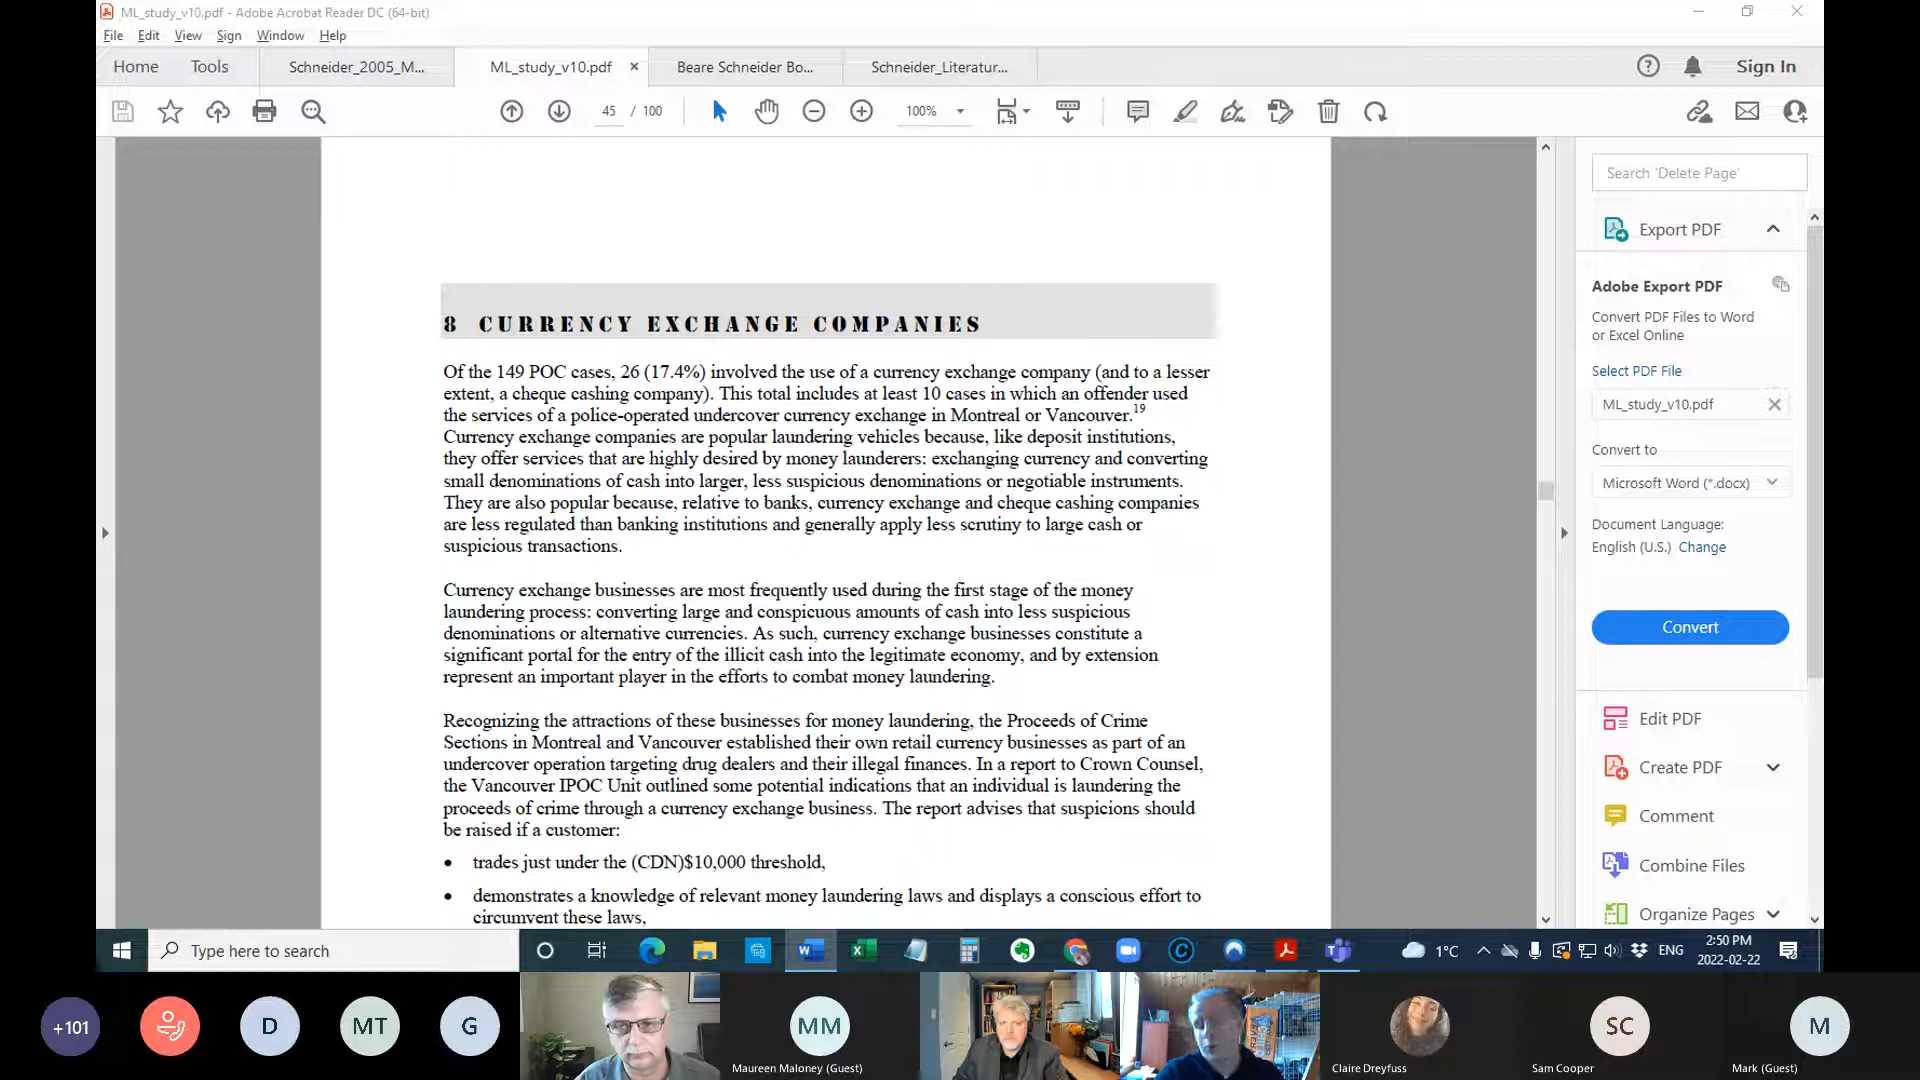 ML_study_v10.pdf - Adobe Acrobat Reader DC (64-bit)
File Edit View Sign Window Help
Home Tools Schneider_2005_M... ML_study_v10.pdf × Beare Schneider Bo... Schneider_Literatur... Sign In
45 / 100 100%
Search 'Delete Page'
Export PDF
Adobe Export PDF
Convert PDF Files to Word
or Excel Online
Select PDF File
ML_study_v10.pdf
Convert to
Microsoft Word (*.docx)
Document Language:
English (U.S.) Change
Convert
Edit PDF
Create PDF
Comment
Combine Files
Organize Pages
8 CURRENCY EXCHANGE COMPANIES
Of the 149 POC cases, 26 (17.4%) involved the use of a currency exchange company (and to a lesser
extent, a cheque cashing company). This total includes at least 10 cases in which an offender used
the services of a police-operated undercover currency exchange in Montreal or Vancouver.19
Currency exchange companies are popular laundering vehicles because, like deposit institutions,
they offer services that are highly desired by money launderers: exchanging currency and converting
small denominations of cash into larger, less suspicious denominations or negotiable instruments.
They are also popular because, relative to banks, currency exchange and cheque cashing companies
are less regulated than banking institutions and generally apply less scrutiny to large cash or
suspicious transactions.
Currency exchange businesses are most frequently used during the first stage of the money
laundering process: converting large and conspicuous amounts of cash into less suspicious
denominations or alternative currencies. As such, currency exchange businesses constitute a
significant portal for the entry of the illicit cash into the legitimate economy, and by extension
represent an important player in the efforts to combat money laundering.
Recognizing the attractions of these businesses for money laundering, the Proceeds of Crime
Sections in Montreal and Vancouver established their own retail currency businesses as part of an
undercover operation targeting drug dealers and their illegal finances. In a report to Crown Counsel,
the Vancouver IPOC Unit outlined some potential indications that an individual is laundering the
proceeds of crime through a currency exchange business. The report advises that suspicions should
be raised if a customer:
• trades just under the (CDN)$10,000 threshold,
• demonstrates a knowledge of relevant money laundering laws and displays a conscious effort to
circumvent these laws,
Type here to search
1°C ENG 2:50 PM
2022-02-22
+101 D MT G MM SC M
Maureen Maloney (Guest) Claire Dreyfuss Sam Cooper Mark (Guest)